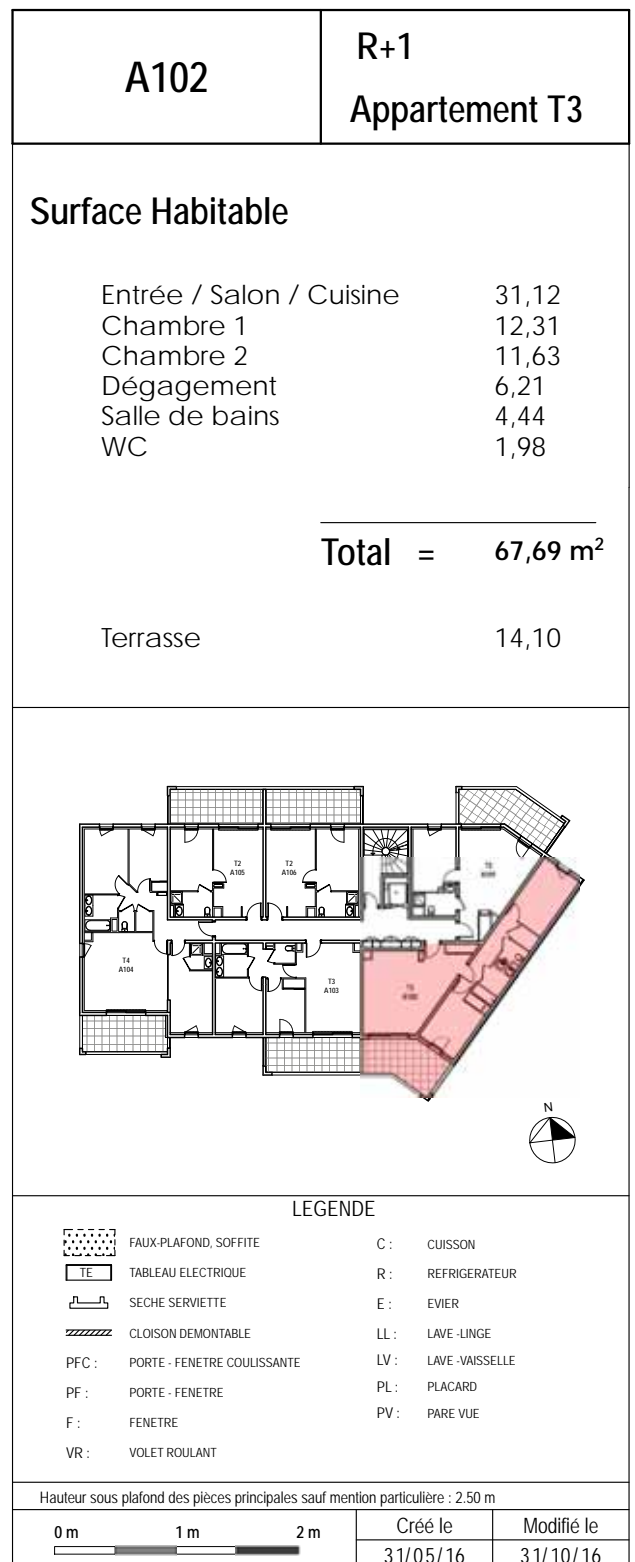 A102
R+1
Appartement T3
Surface Habitable
Entrée / Salon / Cuisine 31,12
Chambre 1 12,31
Chambre 2 11,63
Dégagement 6,21
Salle de bains 4,44
WC 1,98
Total = 67,69 m²
Terrasse 14,10
T2
A105
T2
A106
T4
A104
T3
A103
N
LEGENDE
FAUX-PLAFOND, SOFFITE
TE TABLEAU ELECTRIQUE
SECHE SERVIETTE
CLOISON DEMONTABLE
PFC : PORTE - FENETRE COULISSANTE
PF : PORTE - FENETRE
F : FENETRE
VR : VOLET ROULANT
C : CUISSON
R : REFRIGERATEUR
E : EVIER
LL : LAVE -LINGE
LV : LAVE -VAISSELLE
PL : PLACARD
PV : PARE VUE
Hauteur sous plafond des pièces principales sauf mention particulière : 2.50 m
0 m 1 m 2 m
Créé le Modifié le
31/05/16 31/10/16